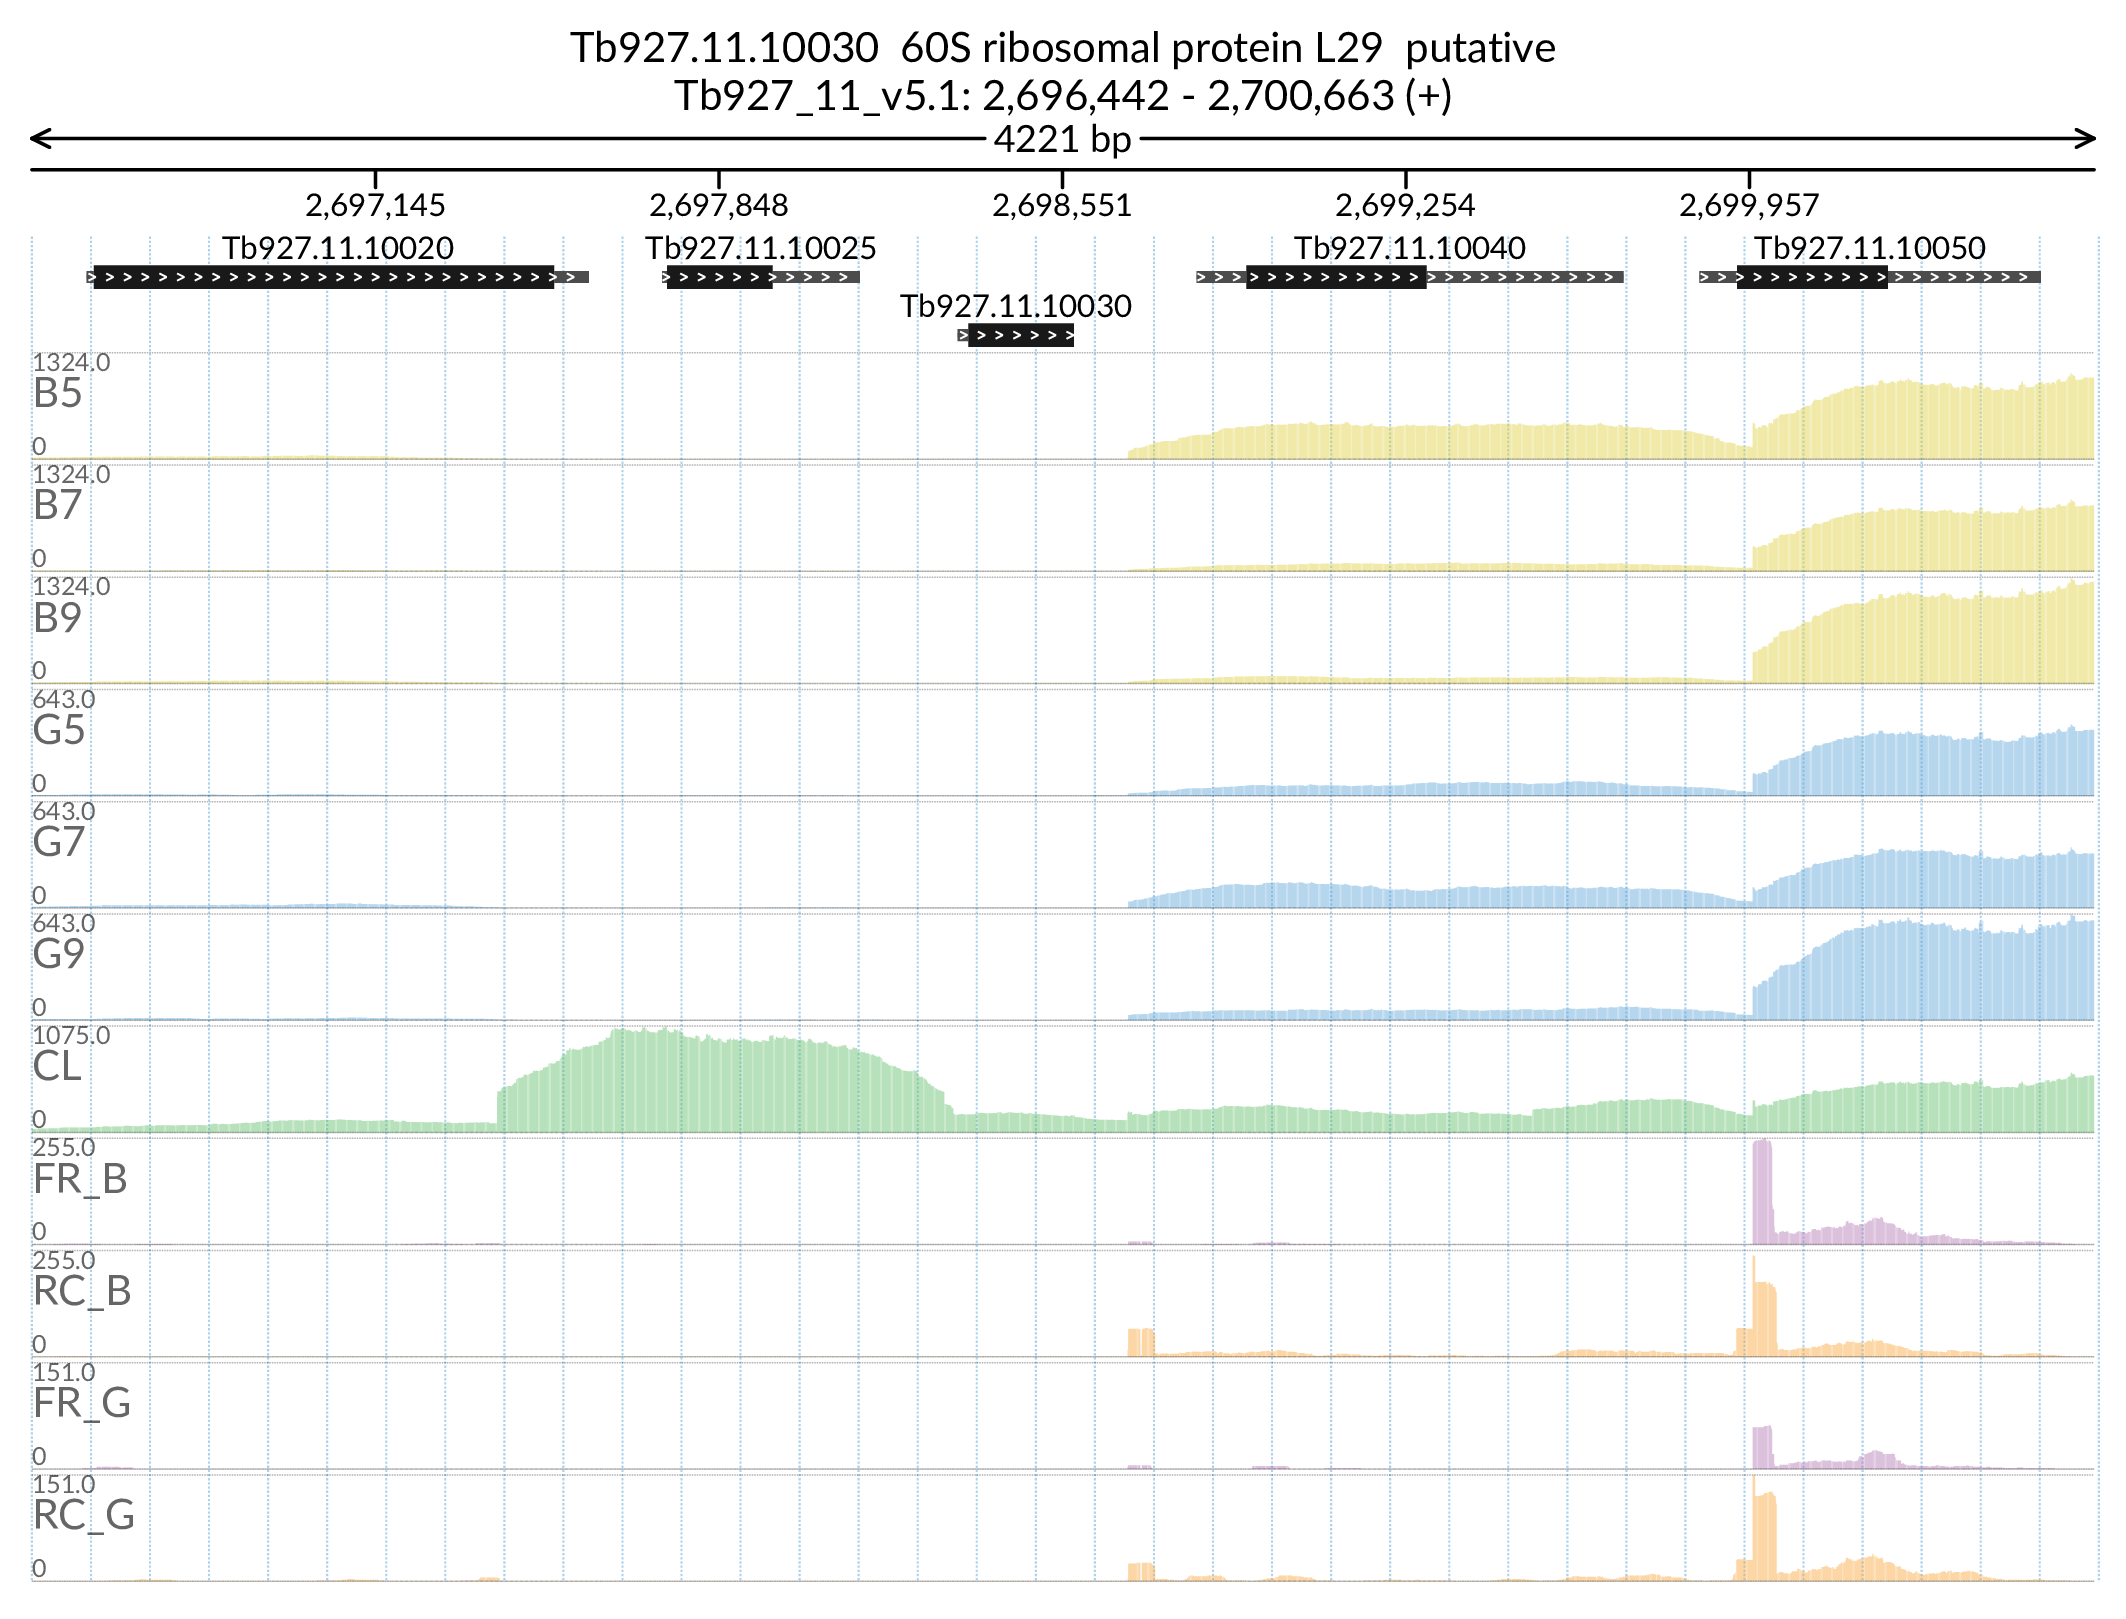 Tb927.11.10030 60S ribosomal protein L29 putative
Tb927_11_v5.1: 2,696,442 - 2,700,663 (+)
4221 bp
2,697,145 2,697,848 2,698,551 2,699,254 2,699,957
Tb927.11.10020 Tb927.11.10025 Tb927.11.10040 Tb927.11.10050
Tb927.11.10030
1324.0
B5
0
1324.0
B7
0
1324.0
B9
0
643.0
G5
0
643.0
G7
0
643.0
G9
0
1075.0
CL
0
255.0
FR_B
0
255.0
RC_B
0
151.0
FR_G
0
151.0
RC_G
0